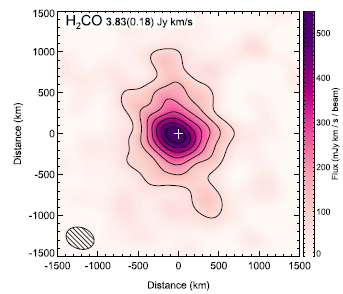 H₂CO 3.83(0.18) Jy km/s
1500
1000
500
0
-500
-1000
-1500
-1500 -1000 -500 0 500 1000 1500
Distance (km)
Distance (km)
500
400
300
200
100
0
Flux (mJy km / s / beam)